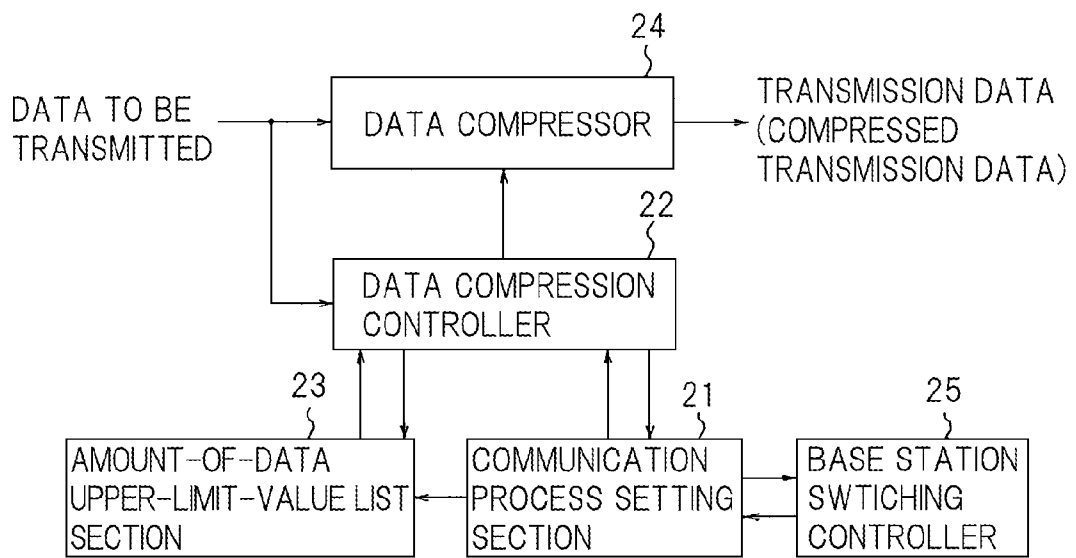 24
DATA TO BE
TRANSMITTED
DATA COMPRESSOR
TRANSMISSION DATA
(COMPRESSED
TRANSMISSION DATA)
22
DATA COMPRESSION
CONTROLLER
23
AMOUNT-OF-DATA
UPPER-LIMIT-VALUE LIST
SECTION
21
COMMUNICATION
PROCESS SETTING
SECTION
25
BASE STATION
SWTICHING
CONTROLLER